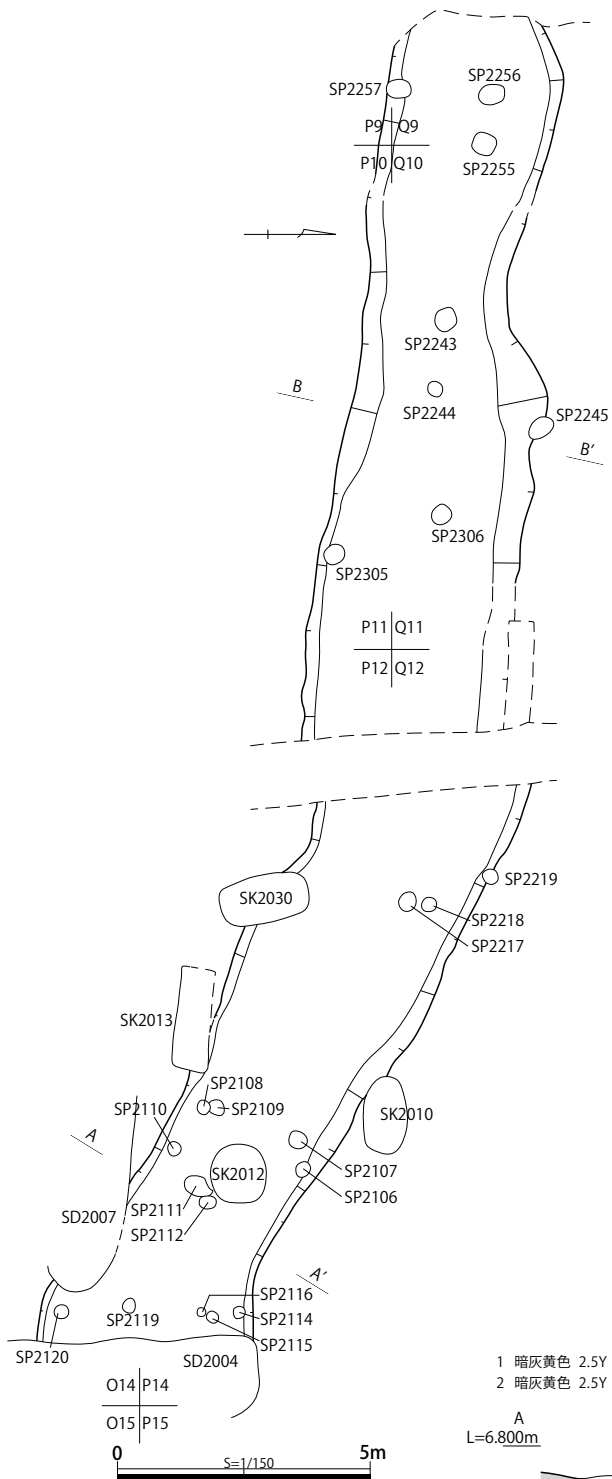 SP2257
SP2256
P9 Q9
P10 Q10
SP2255
SP2243
B
SP2244
SP2245
B'
SP2306
SP2305
P11 Q11
P12 Q12
SP2219
SK2030
SP2218
SP2217
SK2013
SP2108
SP2110
SP2109
SK2010
A
SP2107
SK2012
SP2106
SP2111
SD2007
SP2112
A'
SP2116
SP2119
SP2114
SP2115
SP2120
SD2004
1 暗灰黄色 2.5Y
2 暗灰黄色 2.5Y
O14 P14
O15 P15
A
L=6.800m
0 S=1/150 5m